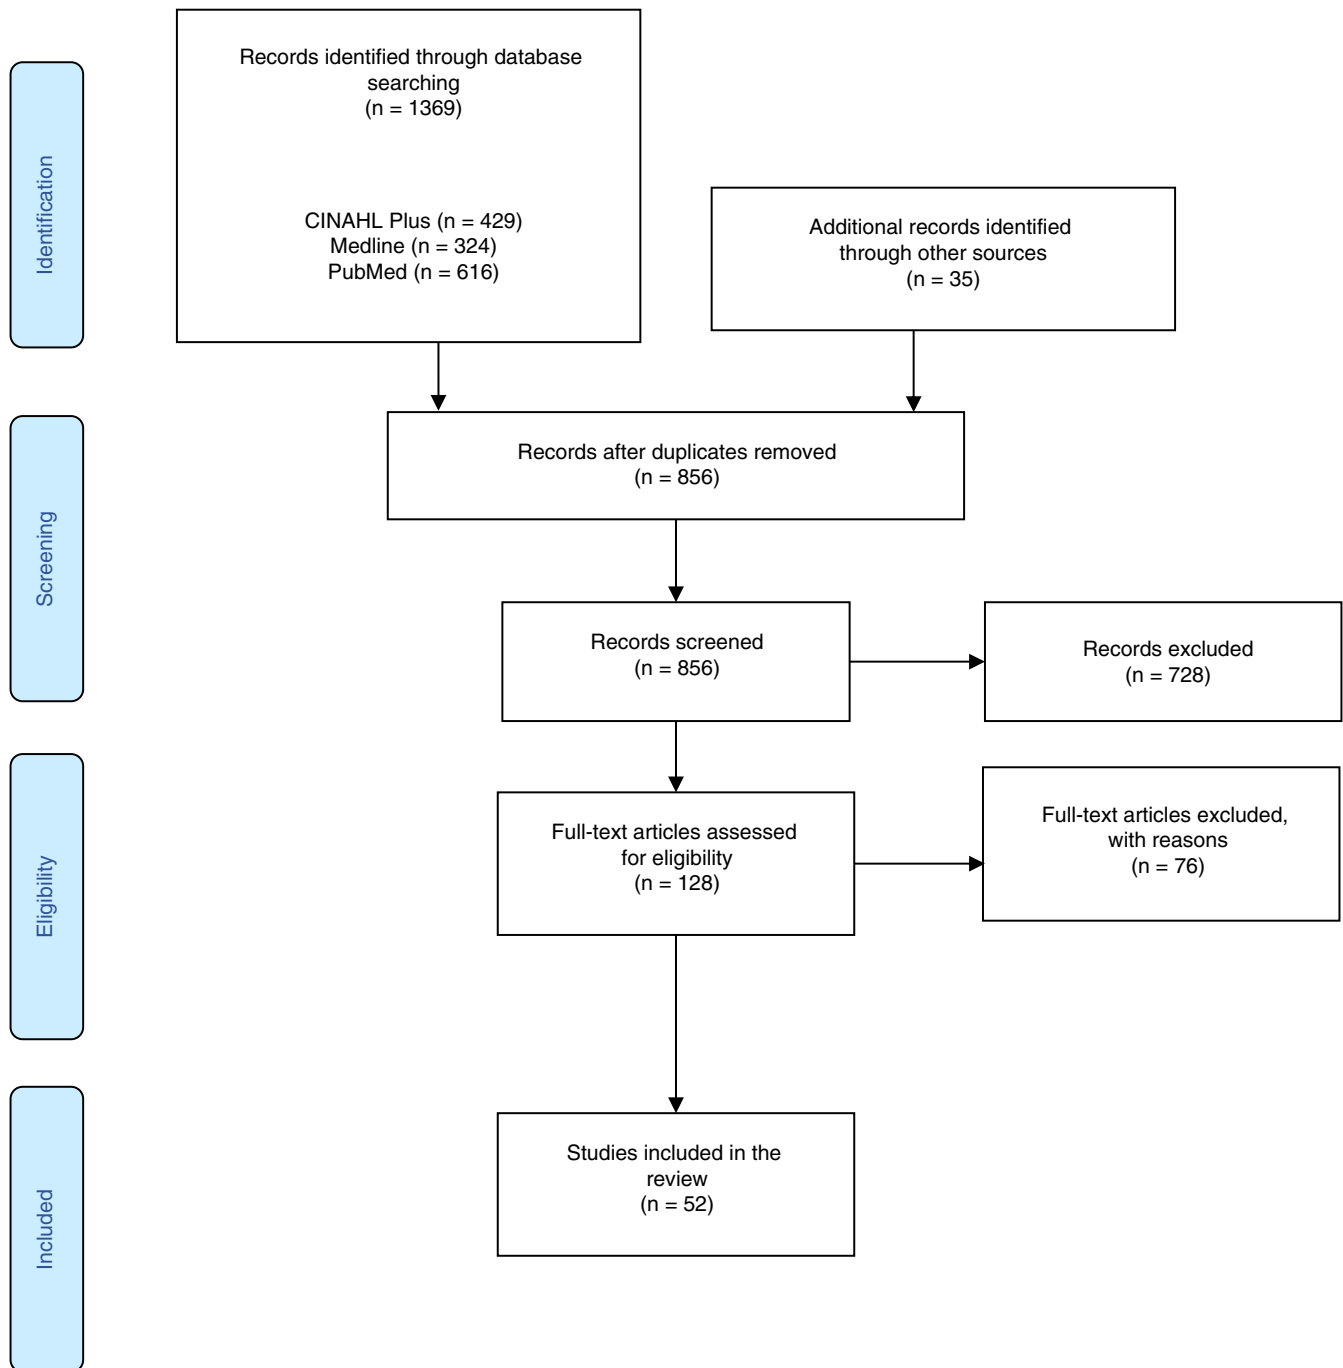 Identification
Records identified through database
searching
(n = 1369)
CINAHL Plus (n = 429)
Medline (n = 324)
PubMed (n = 616)
Additional records identified
through other sources
(n = 35)
Screening
Records after duplicates removed
(n = 856)
Records screened
(n = 856)
Records excluded
(n = 728)
Eligibility
Full-text articles assessed
for eligibility
(n = 128)
Full-text articles excluded,
with reasons
(n = 76)
Included
Studies included in the
review
(n = 52)